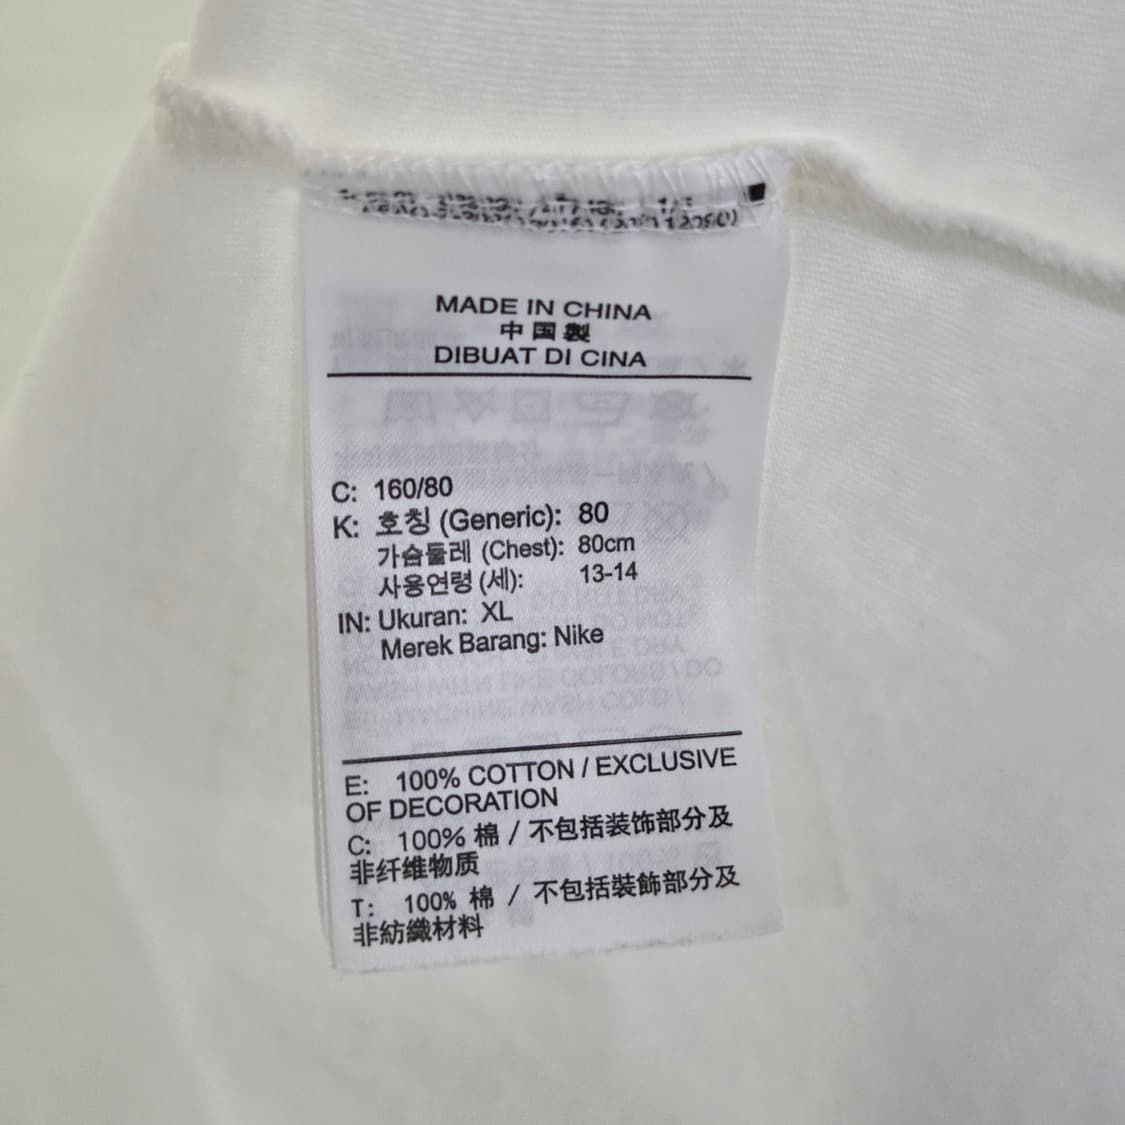 MADE IN CHINA
中国製
DIBUAT DI CINA
C: 160/80
K: 호칭 (Generic): 80
가슴둘레 (Chest): 80cm
사용연령 (세): 13-14
IN: Ukuran: XL
Merek Barang: Nike
E: 100% COTTON / EXCLUSIVE
OF DECORATION
C: 100% 棉 / 不包括装饰部分及
非纤维物质
T: 100% 棉 / 不包括裝飾部分及
非紡織材料